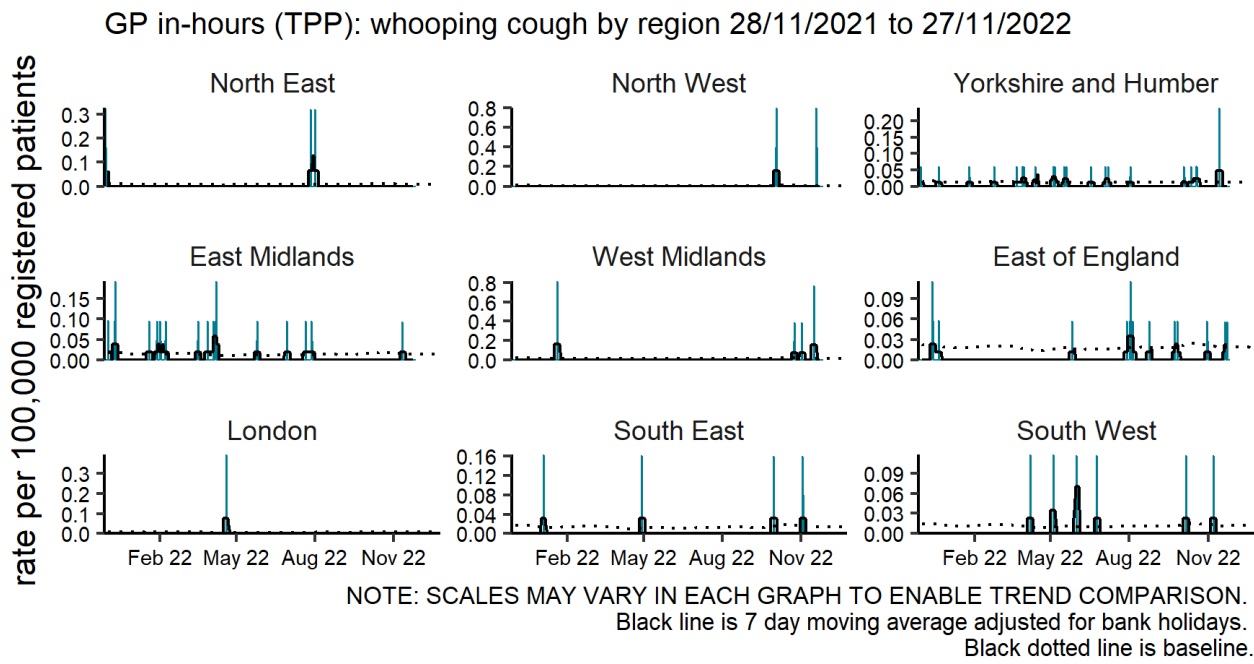 GP in-hours (TPP): whooping cough by region 28/11/2021 to 27/11/2022
rate per 100,000 registered patients
North East
0.3
0.2
0.1
0.0
North West
0.8
0.6
0.4
0.2
0.0
Yorkshire and Humber
0.20
0.15
0.10
0.05
0.00
East Midlands
0.15
0.10
0.05
0.00
West Midlands
0.8
0.6
0.4
0.2
0.0
East of England
0.09
0.06
0.03
0.00
London
0.3
0.2
0.1
0.0
Feb 22 May 22 Aug 22 Nov 22
South East
0.16
0.12
0.08
0.04
0.00
Feb 22 May 22 Aug 22 Nov 22
South West
0.09
0.06
0.03
0.00
Feb 22 May 22 Aug 22 Nov 22
NOTE: SCALES MAY VARY IN EACH GRAPH TO ENABLE TREND COMPARISON.
Black line is 7 day moving average adjusted for bank holidays.
Black dotted line is baseline.